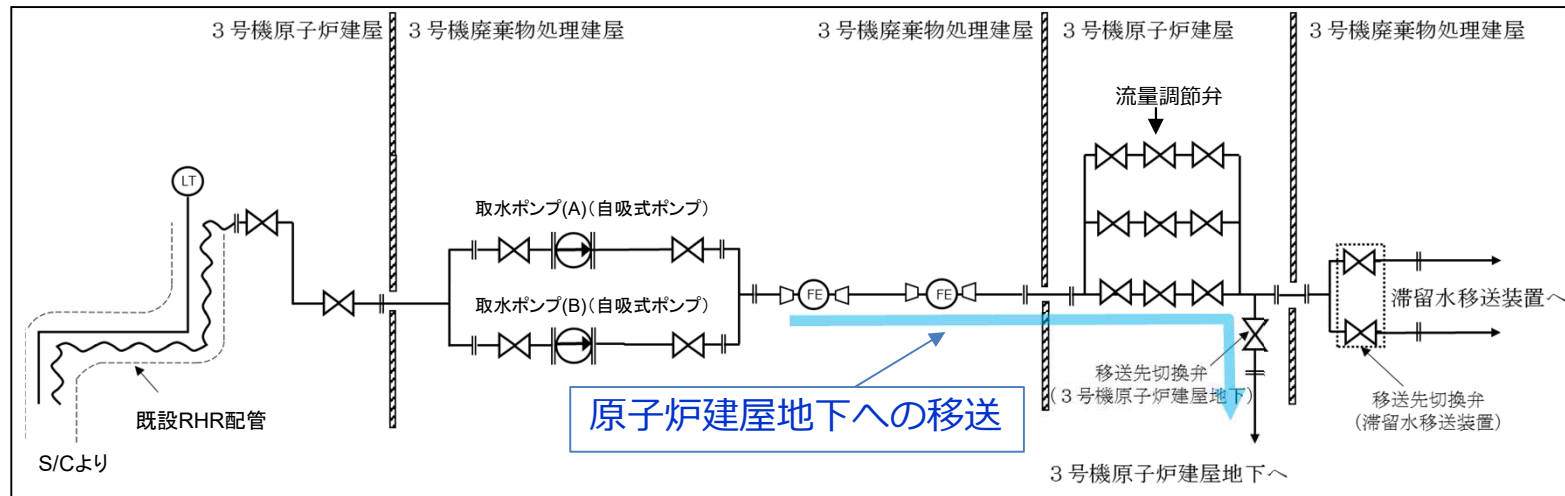 ３号機原子炉建屋
３号機廃棄物処理建屋
３号機廃棄物処理建屋
３号機原子炉建屋
３号機廃棄物処理建屋
流量調節弁
LT
取水ポンプ(A)（自吸式ポンプ）
取水ポンプ(B)（自吸式ポンプ）
FE
FE
滞留水移送装置へ
移送先切換弁
（３号機原子炉建屋地下）
移送先切換弁
（滞留水移送装置）
原子炉建屋地下への移送
既設RHR配管
S/Cより
３号機原子炉建屋地下へ